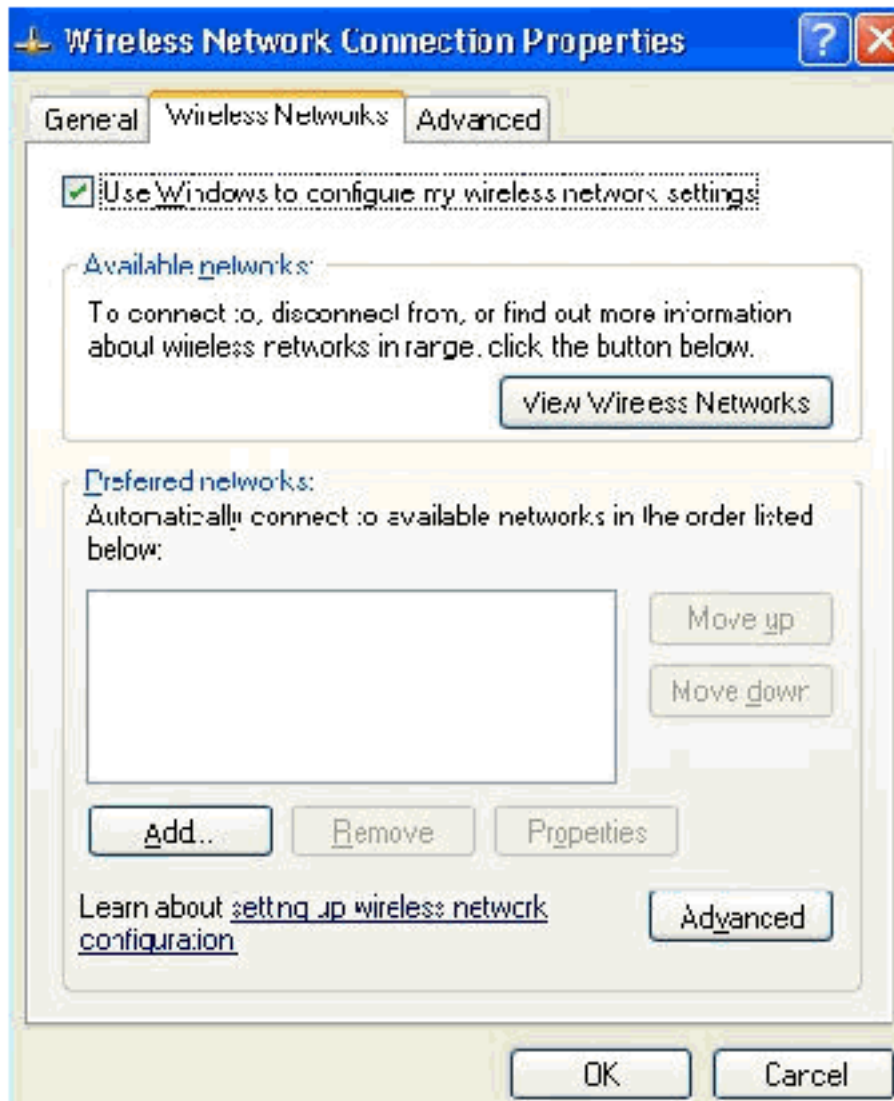 Wireless Network Connection Properties
General Wireless Networks Advanced
Use Windows to configure my wireless network settings
Available networks:
To connect to, disconnect from, or find out more information
about wireless networks in range, click the button below.
View Wireless Networks
Preferred networks:
Automatically connect to available networks in the order listed
below:
Move up
Move down
Add... Remove Properties
Learn about setting up wireless network
configuration.
Advanced
OK Cancel